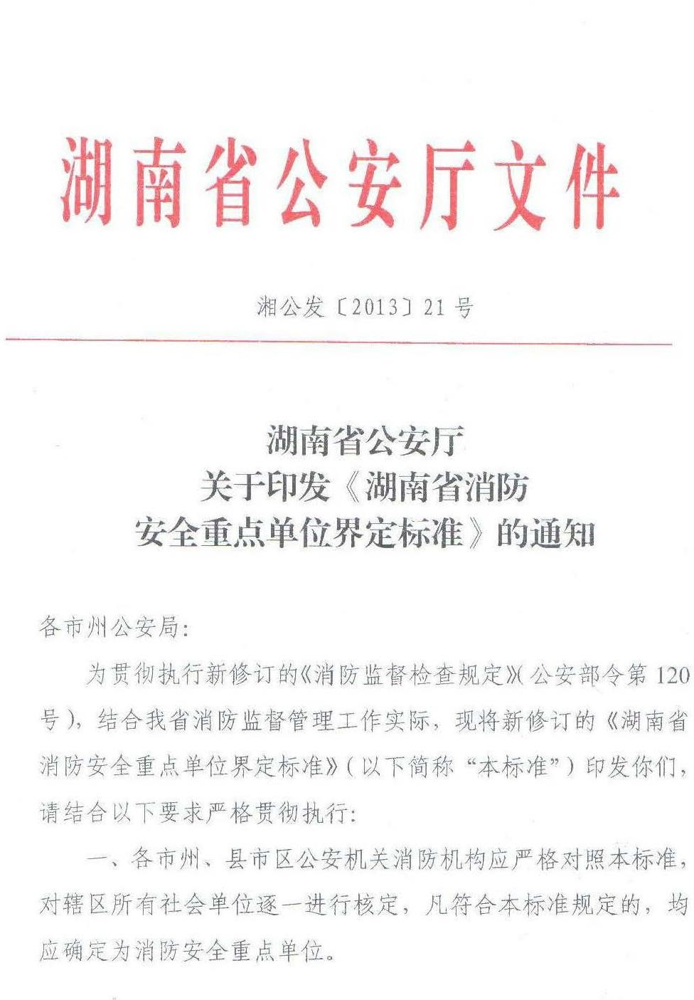 湖南省公安厅文件
湘公发〔2013〕21号
湖南省公安厅
关于印发《湖南省消防
安全重点单位界定标准》的通知
各市州公安局：
为贯彻执行新修订的《消防监督检查规定》（公安部令第120
号），结合我省消防监督管理工作实际，现将新修订的《湖南省
消防安全重点单位界定标准》（以下简称“本标准”）印发你们，
请结合以下要求严格贯彻执行：
一、各市州、县市区公安机关消防机构应严格对照本标准，
对辖区所有社会单位逐一进行核定，凡符合本标准规定的，均
应确定为消防安全重点单位。